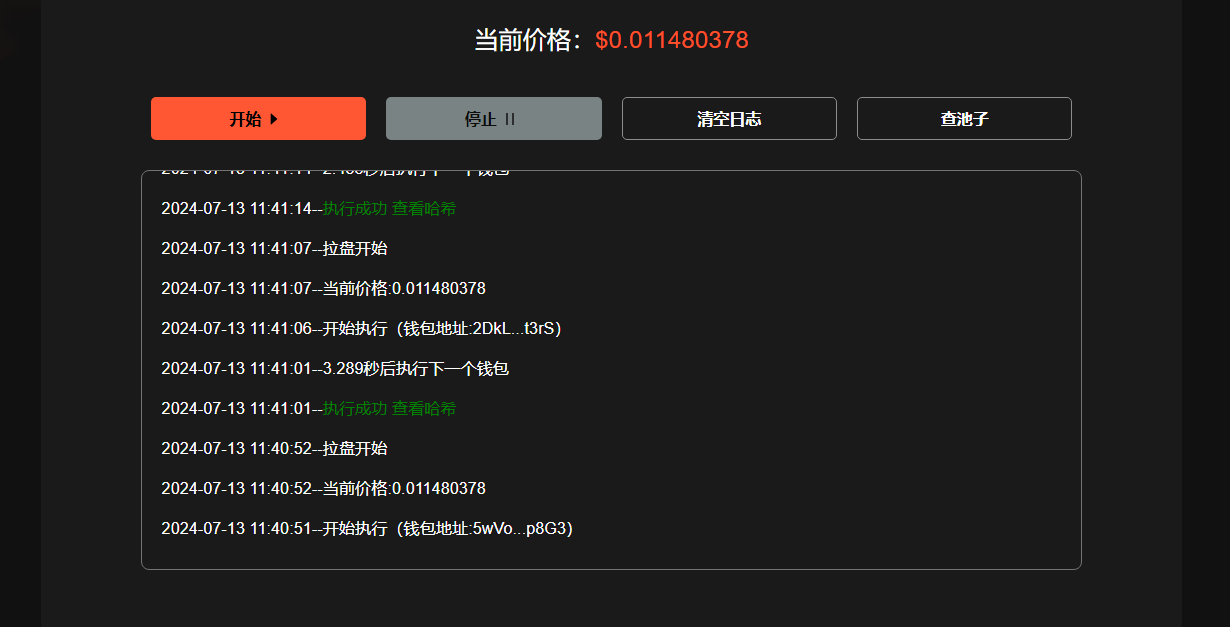 当前价格：$0.011480378
开始
停止
清空日志
查池子
2024-07-13 11:41:14--执行成功 查看哈希
2024-07-13 11:41:07--拉盘开始
2024-07-13 11:41:07--当前价格:0.011480378
2024-07-13 11:41:06--开始执行（钱包地址:2DkL...t3rS）
2024-07-13 11:41:01--3.289秒后执行下一个钱包
2024-07-13 11:41:01--执行成功 查看哈希
2024-07-13 11:40:52--拉盘开始
2024-07-13 11:40:52--当前价格:0.011480378
2024-07-13 11:40:51--开始执行（钱包地址:5wVo...p8G3）